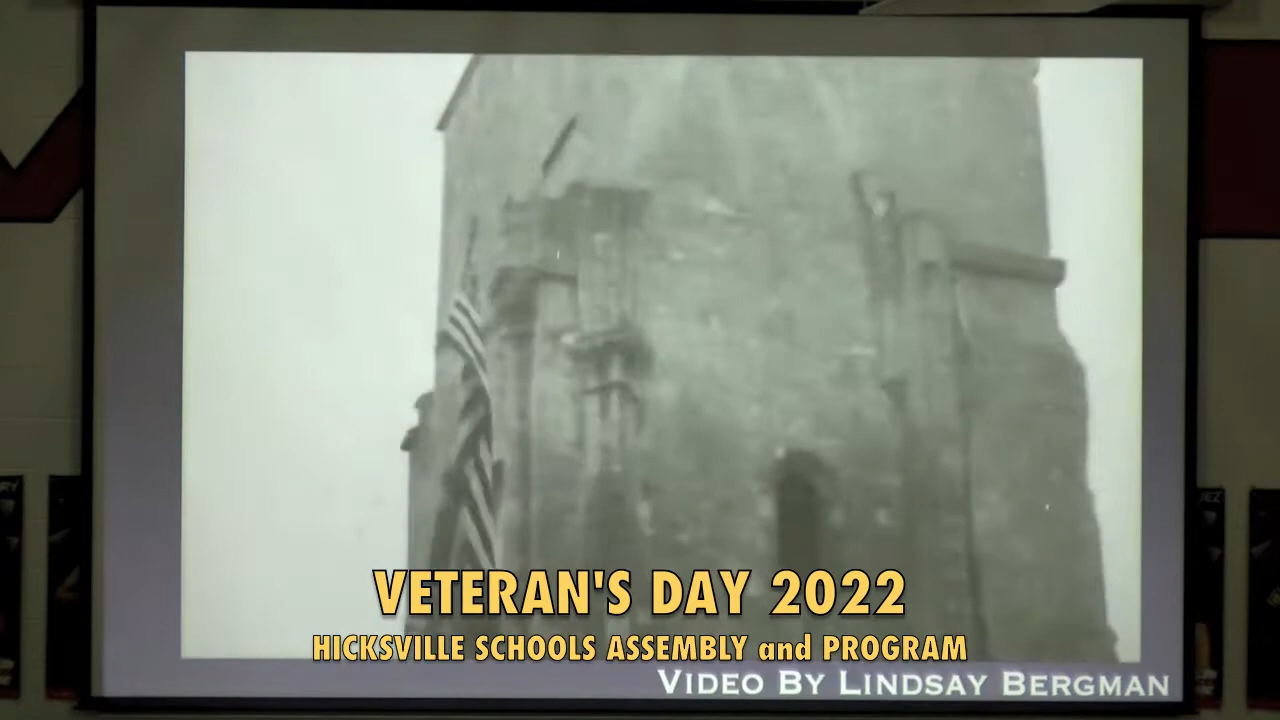 VETERAN'S DAY 2022
HICKSVILLE SCHOOLS ASSEMBLY and PROGRAM
VIDEO BY LINDSAY BERGMAN